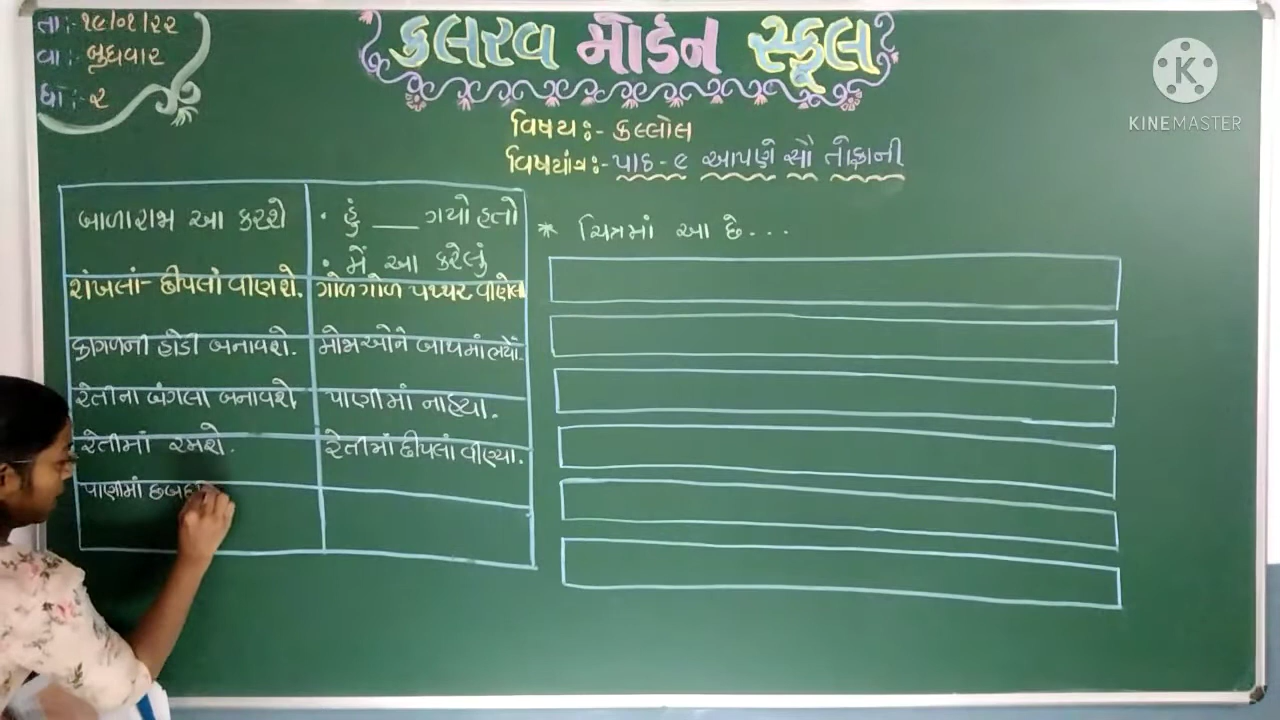 તા:- ૧૯/૦૧/૨૨
વા:- બુધવાર
ધો:- ૨
કલરવ મોર્ડન સ્કૂલ
વિષય:- કલ્લોલ
વિષયાંગ:- પાઠ-૯ આપણે સૌ તોફાની
બાળારામ આ કરશે
• હું ___ ગયો હતો
• મેં આ કરેલું
શંખલાં- છીપલાં વીણશે.
ગોળ ગોળ પથ્થર વીણેલા
કાગળની હોડી બનાવશે.
મોજાઓને બાથમાં લેવાં.
રેતીના બંગલા બનાવશે.
પાણીમાં નાહ્યા.
રેતીમાં રમશે.
રેતીમાં છીપલાં વીણ્યા.
પાણીમાં
* ચિત્રમાં આ છે...
KINEMASTER